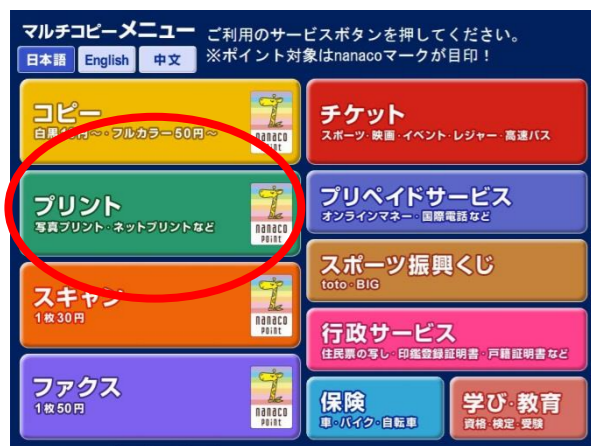 マルチコピーメニュー
ご利用のサービスボタンを押してください。
※ポイント対象はnanacoマークが目印!
日本語 English 中文
コピー
白黒10円~・フルカラー50円~
nanaco
POINT
プリント
写真プリント・ネットプリントなど
nanaco
POINT
スキャン
1枚30円
nanaco
POINT
ファクス
1枚50円
nanaco
POINT
チケット
スポーツ・映画・イベント・レジャー・高速バス
プリペイドサービス
オンラインマネー・国際電話など
スポーツ振興くじ
toto・BIG
行政サービス
住民票の写し・印鑑登録証明書・戸籍証明書など
保険
車・バイク・自転車
学び・教育
資格・検定・受験